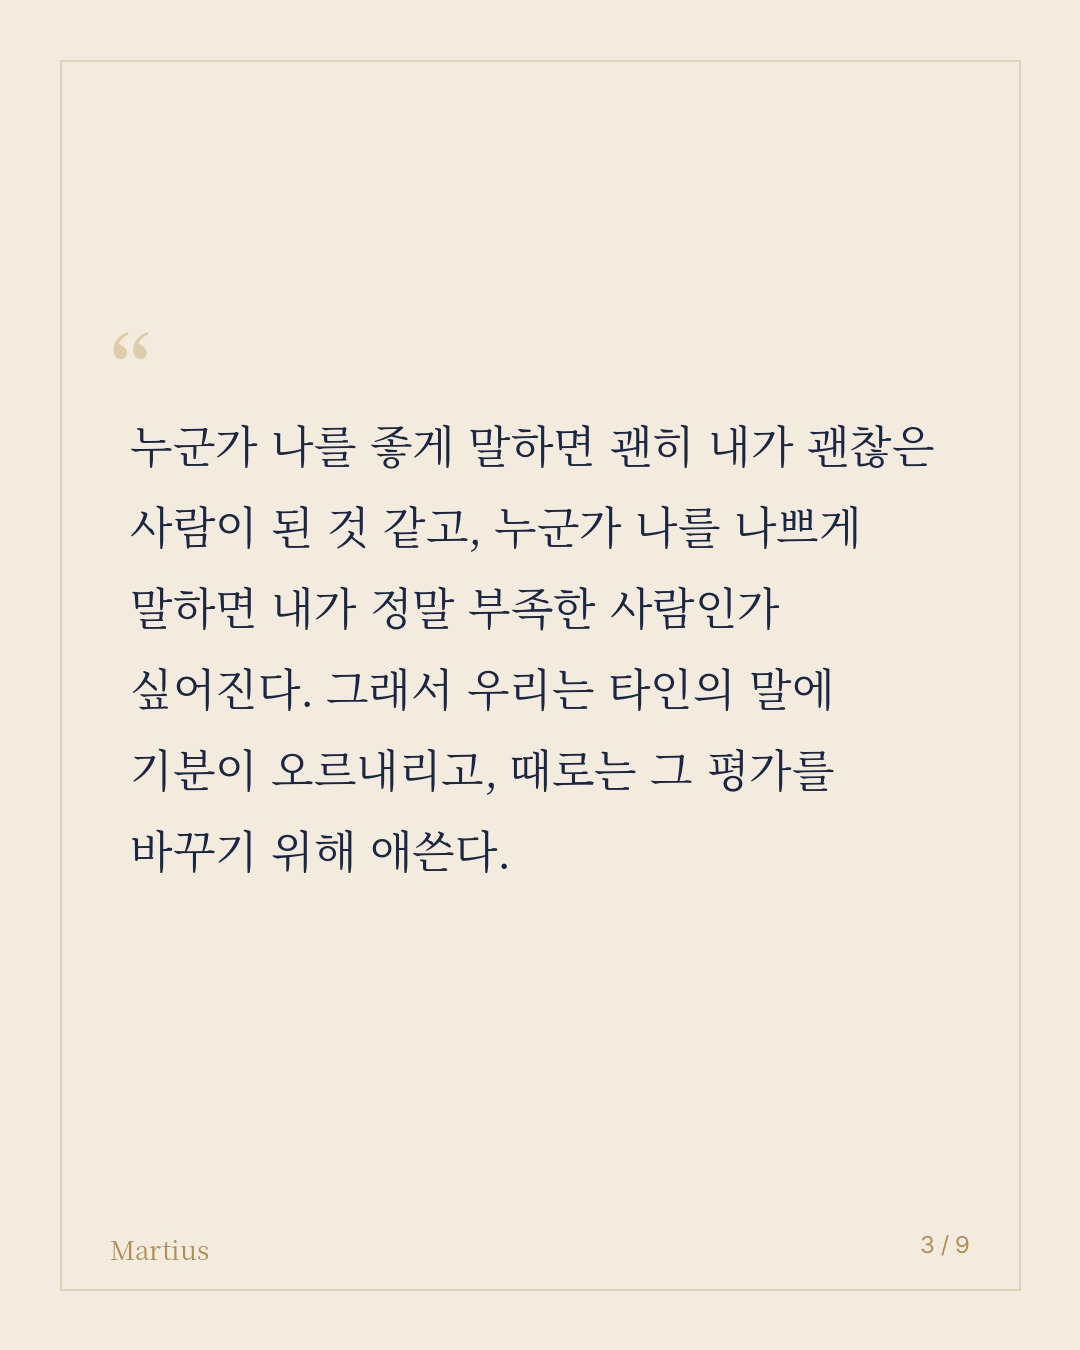 “
누군가 나를 좋게 말하면 괜히 내가 괜찮은
사람이 된 것 같고, 누군가 나를 나쁘게
말하면 내가 정말 부족한 사람인가
싶어진다. 그래서 우리는 타인의 말에
기분이 오르내리고, 때로는 그 평가를
바꾸기 위해 애쓴다.
Martius
3 / 9